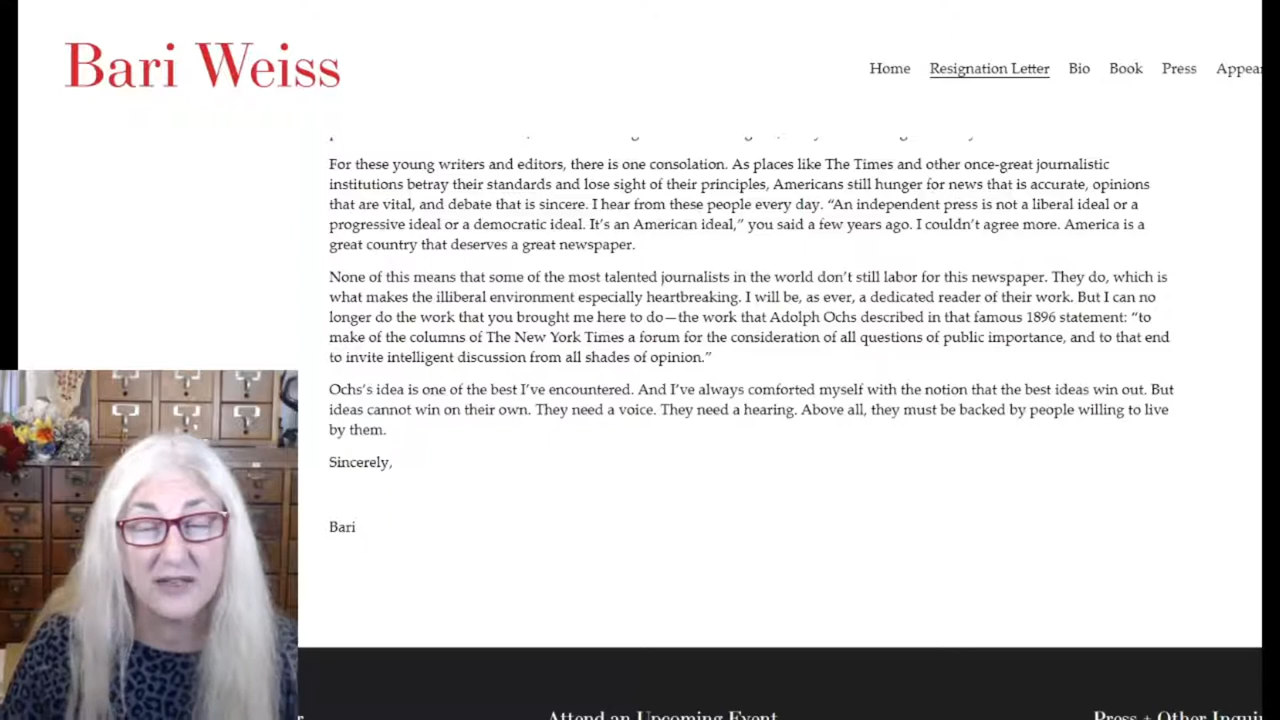 Bari Weiss
Home Resignation Letter Bio Book Press Appear
For these young writers and editors, there is one consolation. As places like The Times and other once-great journalistic
institutions betray their standards and lose sight of their principles, Americans still hunger for news that is accurate, opinions
that are vital, and debate that is sincere. I hear from these people every day. “An independent press is not a liberal ideal or a
progressive ideal or a democratic ideal. It’s an American ideal,” you said a few years ago. I couldn’t agree more. America is a
great country that deserves a great newspaper.
None of this means that some of the most talented journalists in the world don’t still labor for this newspaper. They do, which is
what makes the illiberal environment especially heartbreaking. I will be, as ever, a dedicated reader of their work. But I can no
longer do the work that you brought me here to do—the work that Adolph Ochs described in that famous 1896 statement: “to
make of the columns of The New York Times a forum for the consideration of all questions of public importance, and to that end
to invite intelligent discussion from all shades of opinion.”
Ochs’s idea is one of the best I’ve encountered. And I’ve always comforted myself with the notion that the best ideas win out. But
ideas cannot win on their own. They need a voice. They need a hearing. Above all, they must be backed by people willing to live
by them.
Sincerely,
Bari
Attend an Upcoming Event
Press + Other Inqui